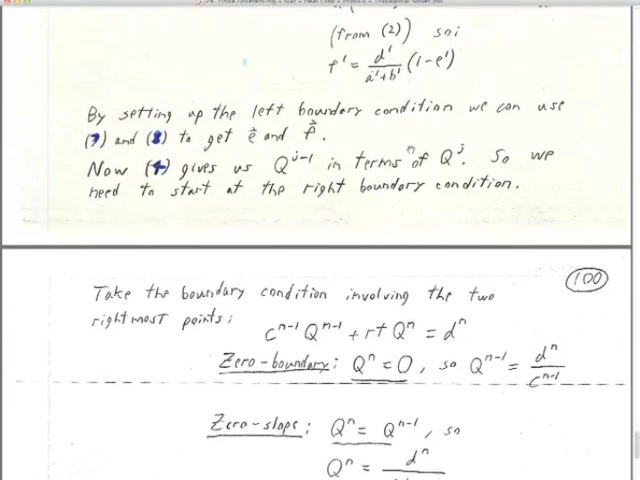 (from (2)) so:
f' = d'/(a'+b') (1-e')
By setting up the left boundary condition we can use
(7) and (8) to get e⃗ and f⃗.
Now (4) gives us Q^{j-1} in terms of Q^j. So we
need to start at the right boundary condition.
100
Take the boundary condition involving the two
rightmost points:
c^{n-1} Q^{n-1} + rt Q^n = d^n
Zero-boundary: Q^n = 0, so Q^{n-1} = d^n/c^{n-1}
Zero-slope: Q^n = Q^{n-1}, so
Q^n = d^n